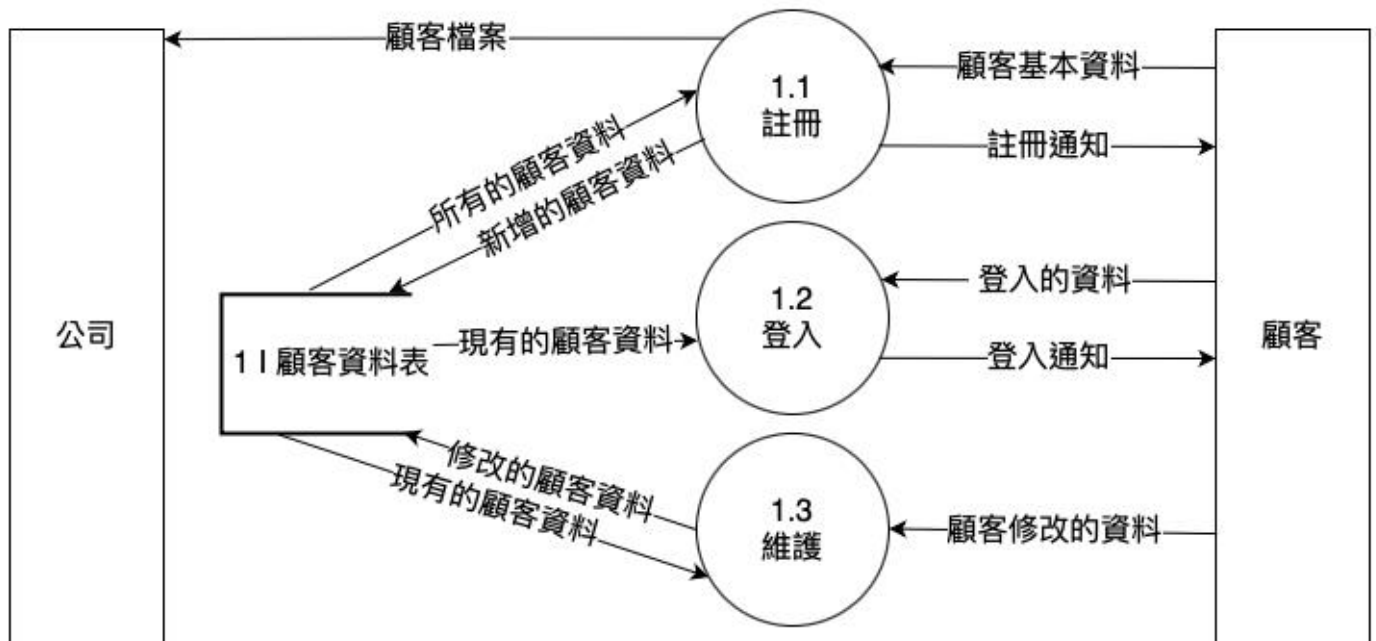 顧客檔案
1.1
註冊
顧客基本資料
註冊通知
所有的顧客資料
新增的顧客資料
公司
1 I 顧客資料表
現有的顧客資料
1.2
登入
登入的資料
登入通知
顧客
修改的顧客資料
現有的顧客資料
1.3
維護
顧客修改的資料